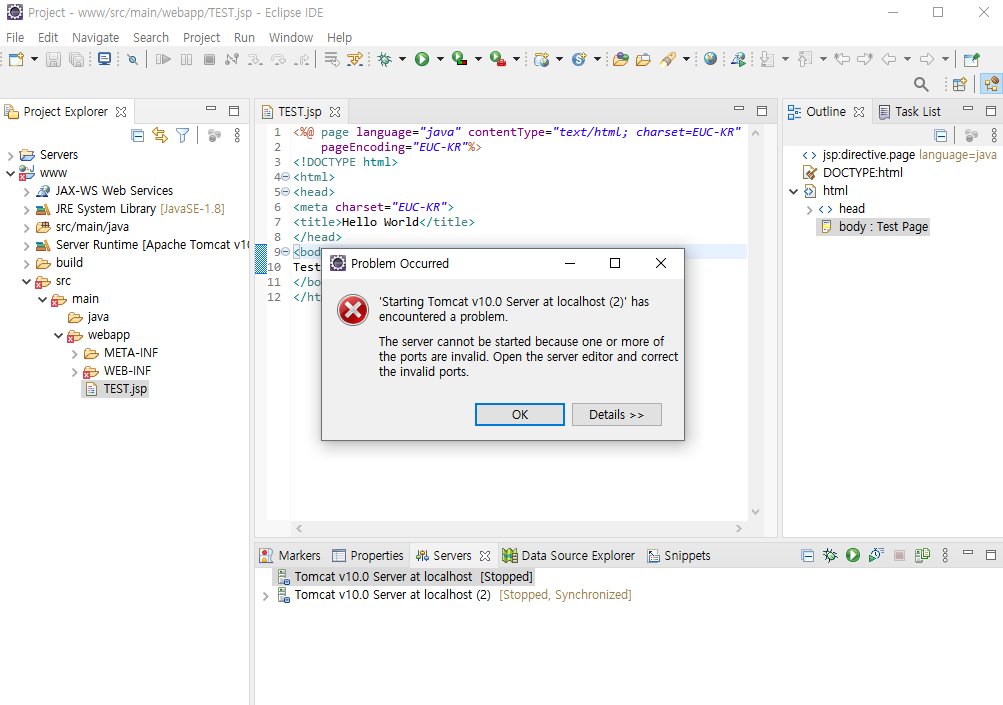 Project - www/src/main/webapp/TEST.jsp - Eclipse IDE
File Edit Navigate Search Project Run Window Help
Project Explorer
Servers
www
JAX-WS Web Services
JRE System Library [JavaSE-1.8]
src/main/java
Server Runtime [Apache Tomcat v10
build
src
main
java
webapp
META-INF
WEB-INF
TEST.jsp
TEST.jsp
1 <%@ page language="java" contentType="text/html; charset=EUC-KR"
2 pageEncoding="EUC-KR"%>
3 <!DOCTYPE html>
4 <html>
5 <head>
6 <meta charset="EUC-KR">
7 <title>Hello World</title>
8 </head>
9 <bod
10 Test
11 </bo
12 </ht
Problem Occurred
'Starting Tomcat v10.0 Server at localhost (2)' has
encountered a problem.
The server cannot be started because one or more of
the ports are invalid. Open the server editor and correct
the invalid ports.
OK Details >>
Outline Task List
jsp:directive.page language=java
DOCTYPE:html
html
head
body : Test Page
Markers Properties Servers Data Source Explorer Snippets
Tomcat v10.0 Server at localhost [Stopped]
Tomcat v10.0 Server at localhost (2) [Stopped, Synchronized]